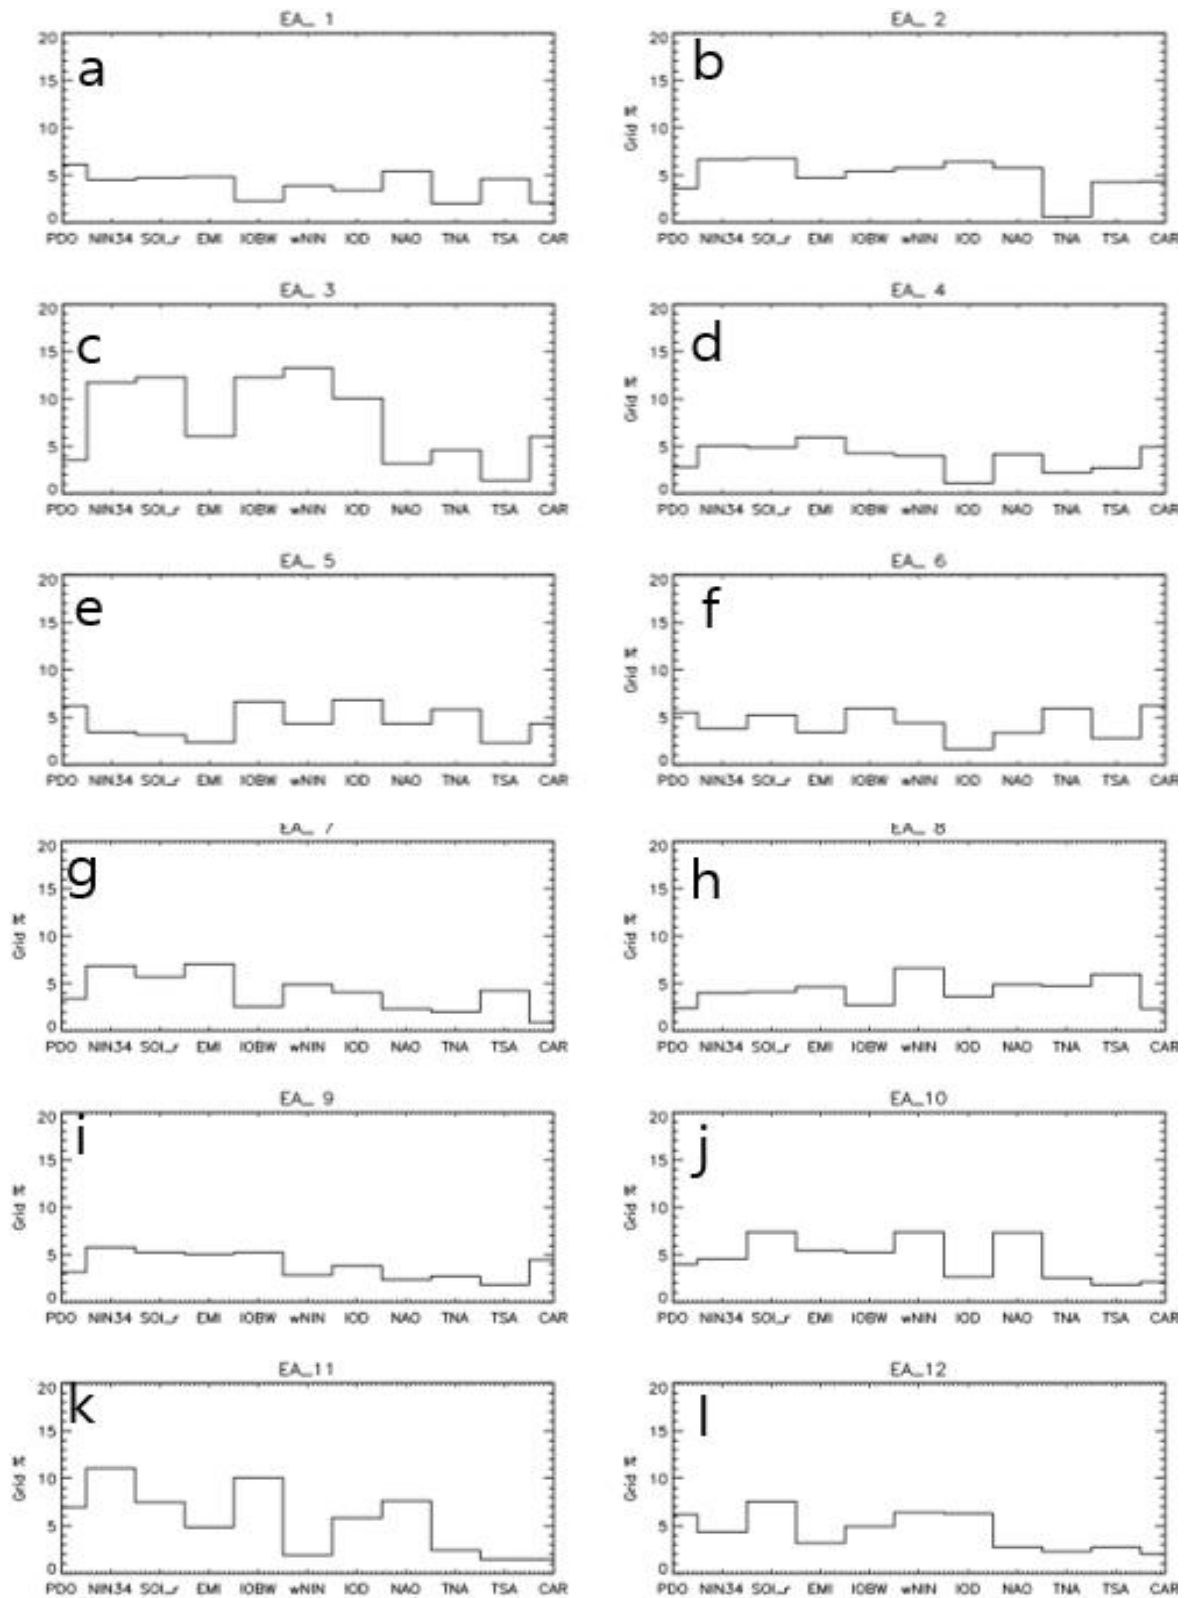 EA_ 1
20
a
15
10
5
0
PDO NIN34 SOI_r EMI IOBW wNIN IOD NAO TNA TSA CAR
EA_ 2
20
b
15
Grid %
10
5
0
PDO NIN34 SOI_r EMI IOBW wNIN IOD NAO TNA TSA CAR
EA_ 3
20
c
15
10
5
0
PDO NIN34 SOI_r EMI IOBW wNIN IOD NAO TNA TSA CAR
EA_ 4
20
d
15
Grid %
10
5
0
PDO NIN34 SOI_r EMI IOBW wNIN IOD NAO TNA TSA CAR
EA_ 5
20
e
15
10
5
0
PDO NIN34 SOI_r EMI IOBW wNIN IOD NAO TNA TSA CAR
EA_ 6
20
f
15
Grid %
10
5
0
PDO NIN34 SOI_r EMI IOBW wNIN IOD NAO TNA TSA CAR
EA_ 7
20
g
15
Grid %
10
5
0
PDO NIN34 SOI_r EMI IOBW wNIN IOD NAO TNA TSA CAR
EA_ 8
20
h
15
Grid %
10
5
0
PDO NIN34 SOI_r EMI IOBW wNIN IOD NAO TNA TSA CAR
EA_ 9
20
i
15
Grid %
10
5
0
PDO NIN34 SOI_r EMI IOBW wNIN IOD NAO TNA TSA CAR
EA_10
20
j
15
Grid %
10
5
0
PDO NIN34 SOI_r EMI IOBW wNIN IOD NAO TNA TSA CAR
EA_11
20
k
15
Grid %
10
5
0
PDO NIN34 SOI_r EMI IOBW wNIN IOD NAO TNA TSA CAR
EA_12
20
l
15
Grid %
10
5
0
PDO NIN34 SOI_r EMI IOBW wNIN IOD NAO TNA TSA CAR